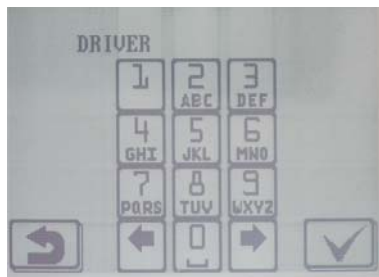 DRIVER
1 2 3
ABC DEF
4 5 6
GHI JKL MNO
7 8 9
PQRS TUV WXYZ
0